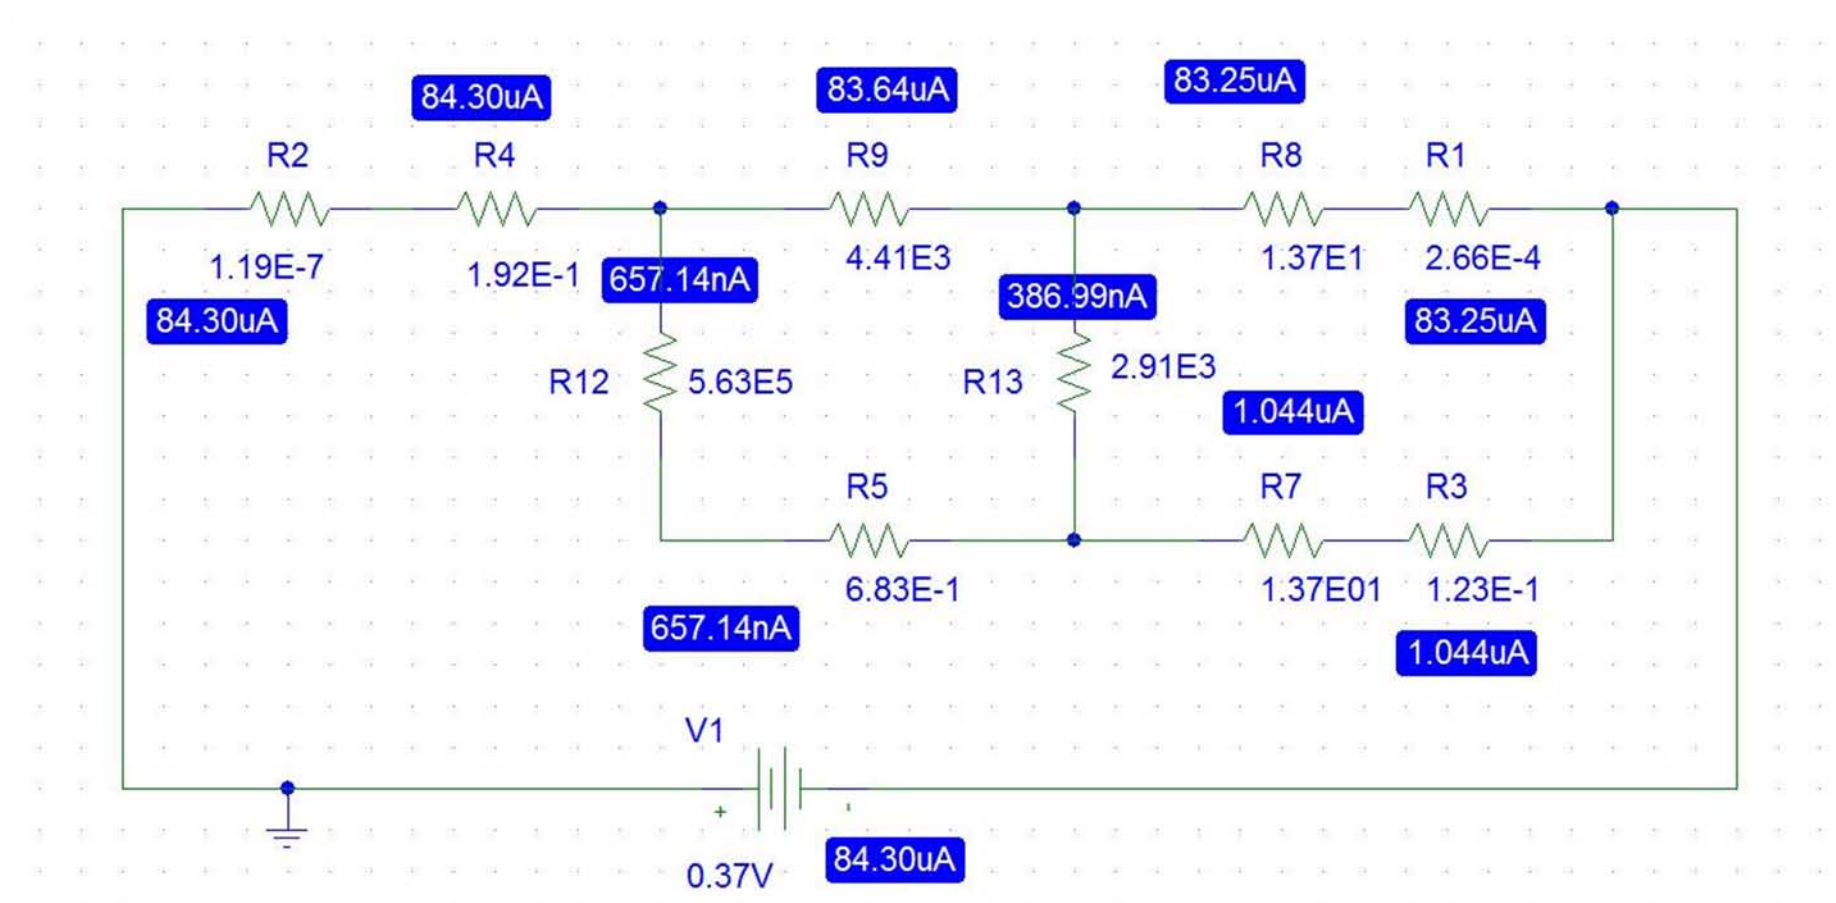 84.30uA
83.64uA
83.25uA
R2
R4
R9
R8
R1
1.19E-7
1.92E-1
657.14nA
4.41E3
386.99nA
1.37E1
2.66E-4
84.30uA
83.25uA
R12
5.63E5
R13
2.91E3
1.044uA
R5
R7
R3
6.83E-1
1.37E01
1.23E-1
657.14nA
1.044uA
V1
+
-
0.37V
84.30uA